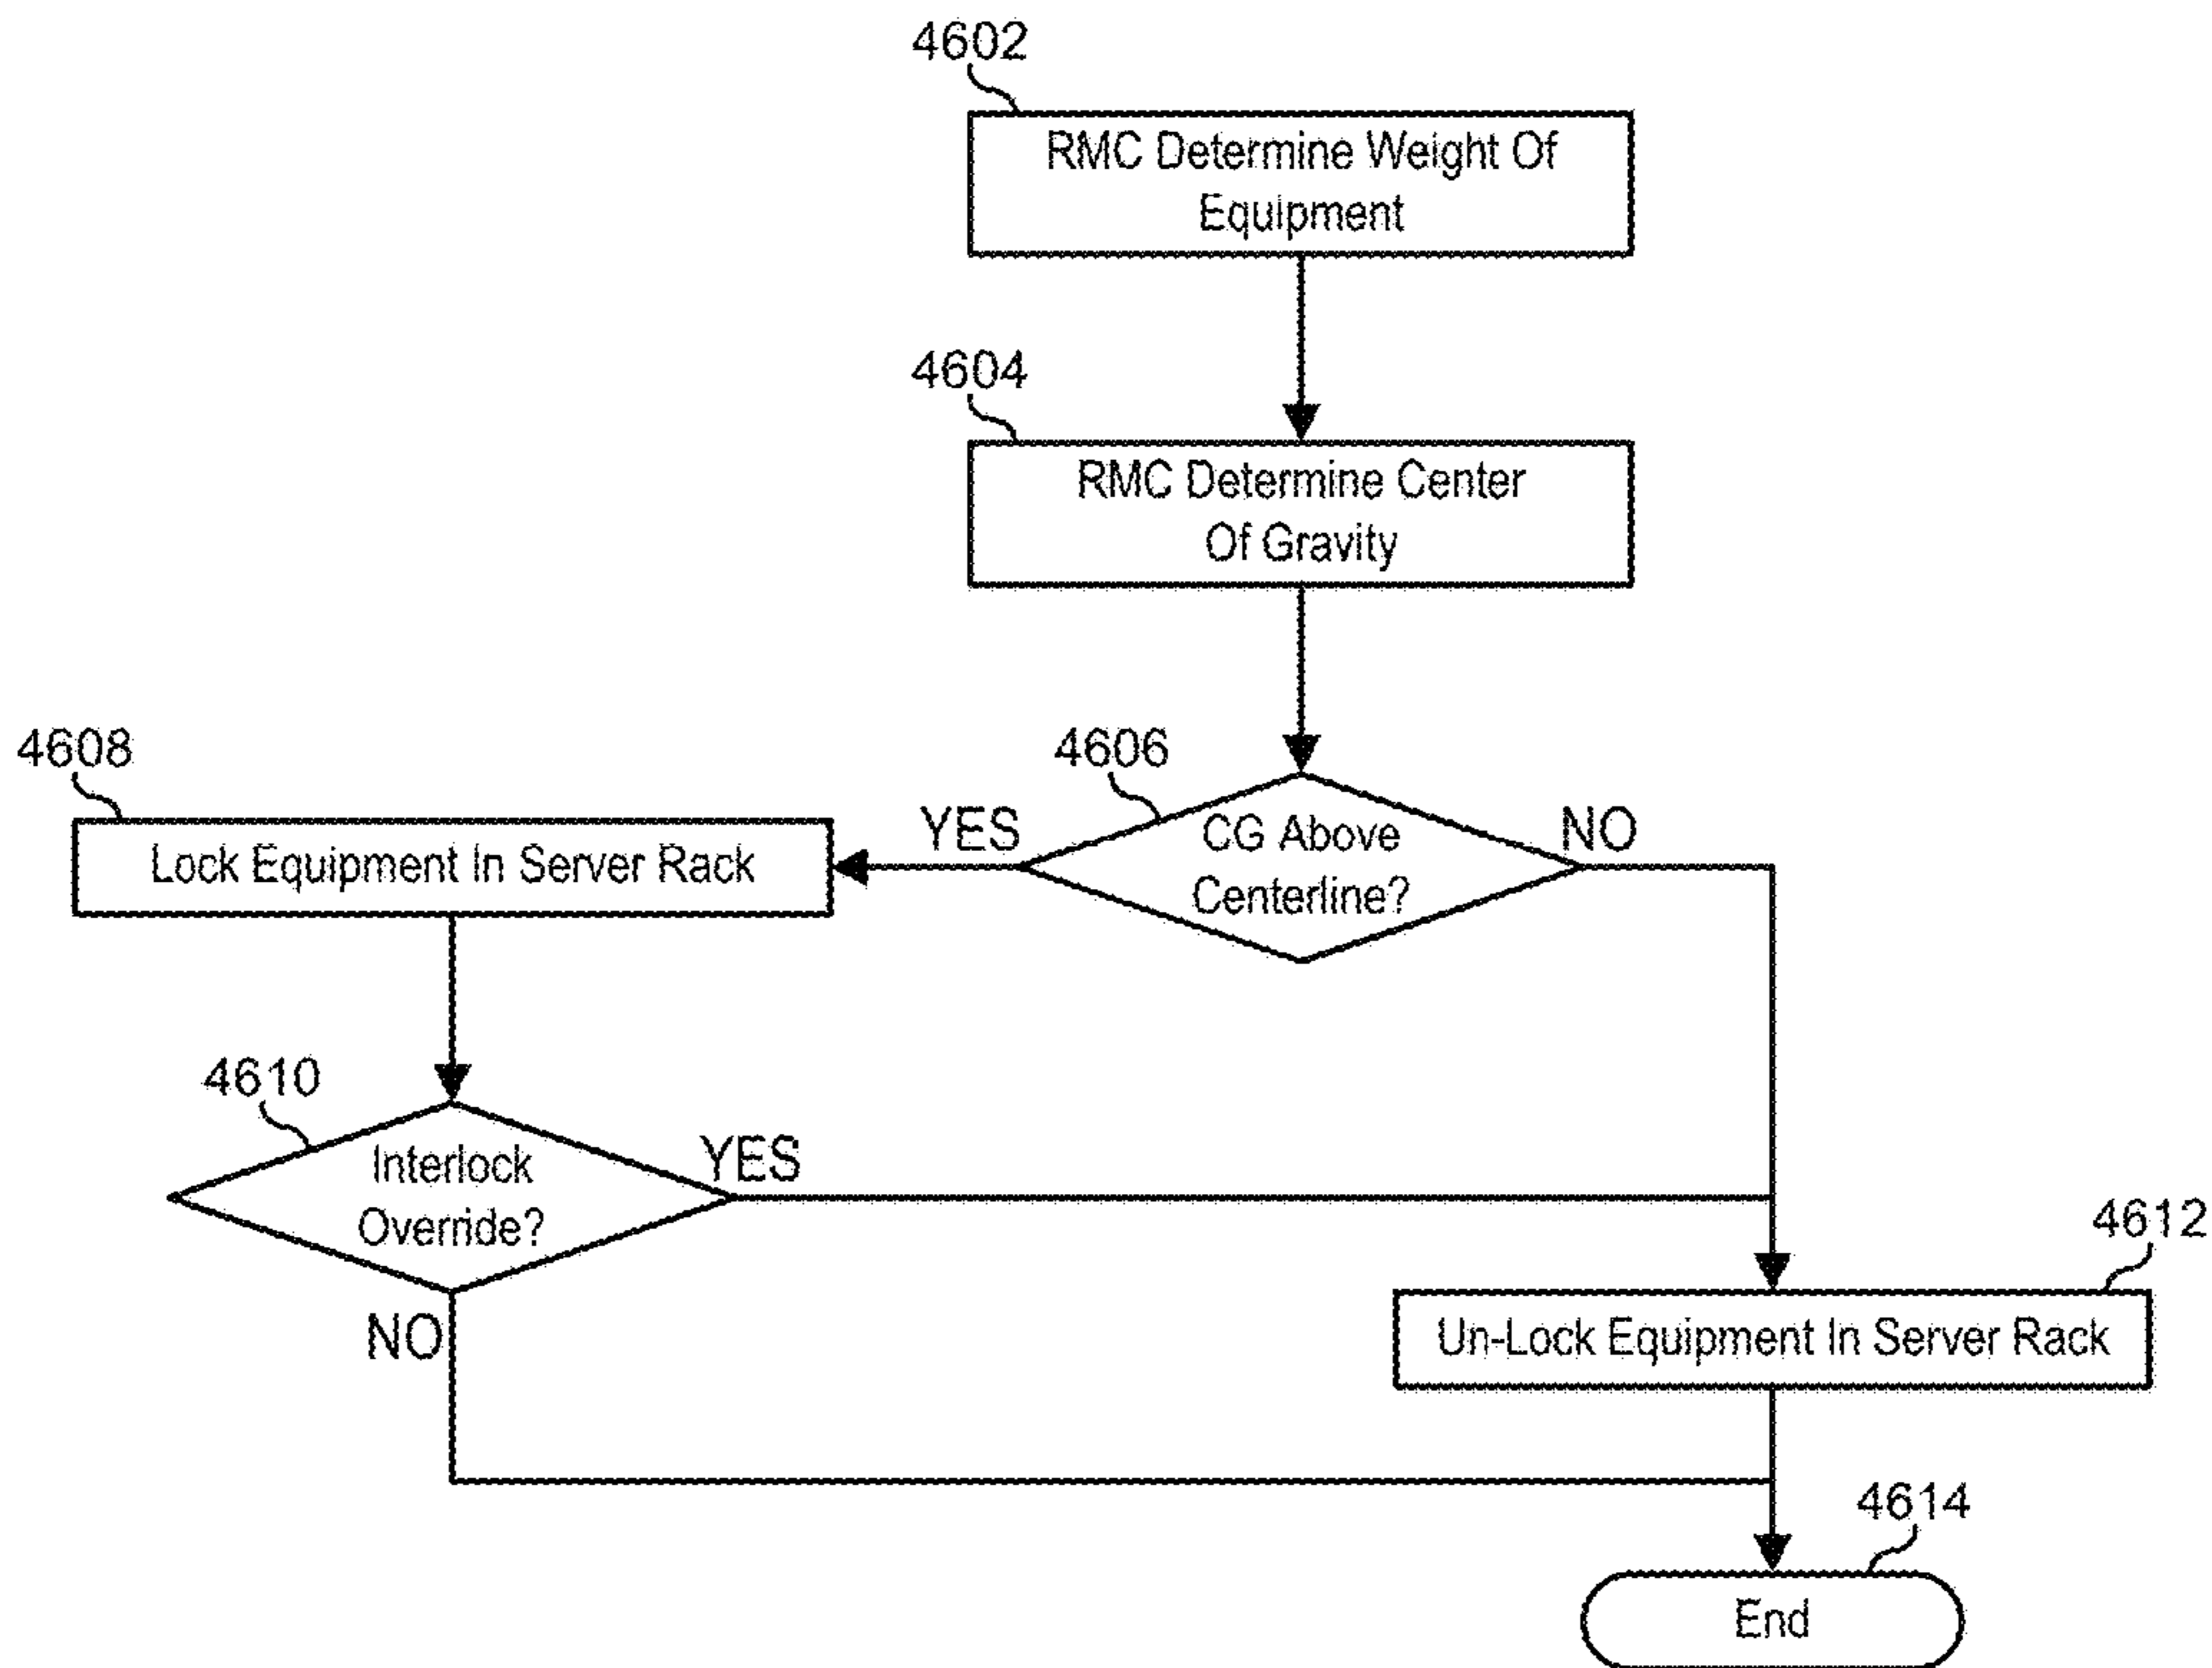 4602
RMC Determine Weight Of
Equipment
4604
RMC Determine Center
Of Gravity
4606
CG Above
Centerline?
YES
NO
4608
Lock Equipment In Server Rack
4610
Interlock
Override?
YES
NO
4612
Un-Lock Equipment In Server Rack
4614
End